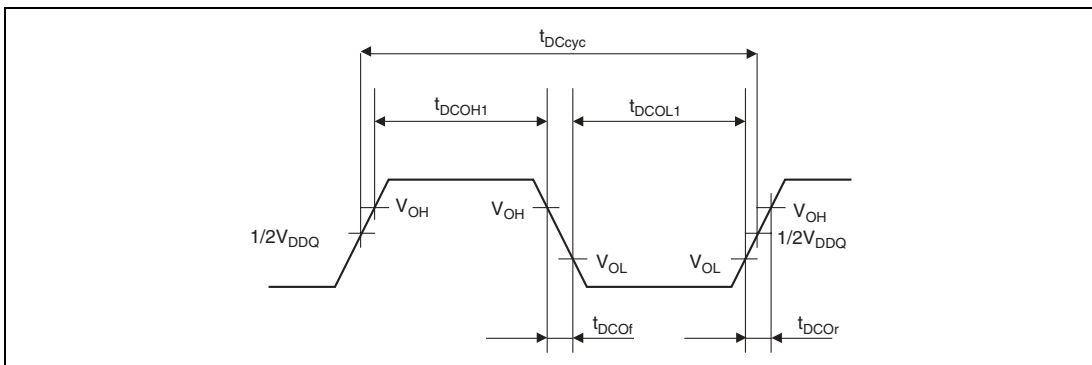 tDCcyc
tDCOH1 tDCOL1
VOH VOH VOH
1/2VDDQ 1/2VDDQ
VOL VOL
tDCOf tDCOr